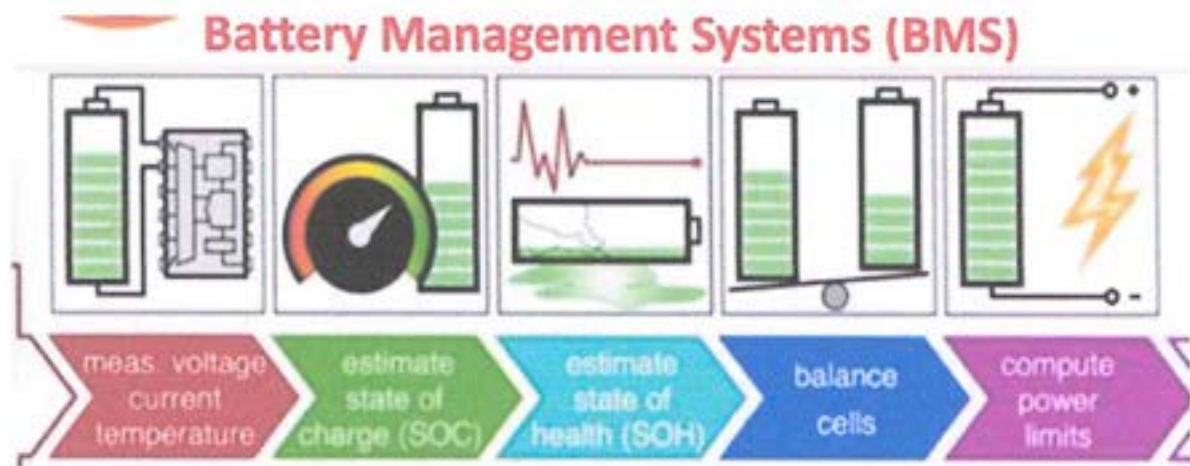 Battery Management Systems (BMS)
+
-
meas. voltage
current
temperature
estimate
state of
charge (SOC)
estimate
state of
health (SOH)
balance
cells
compute
power
limits